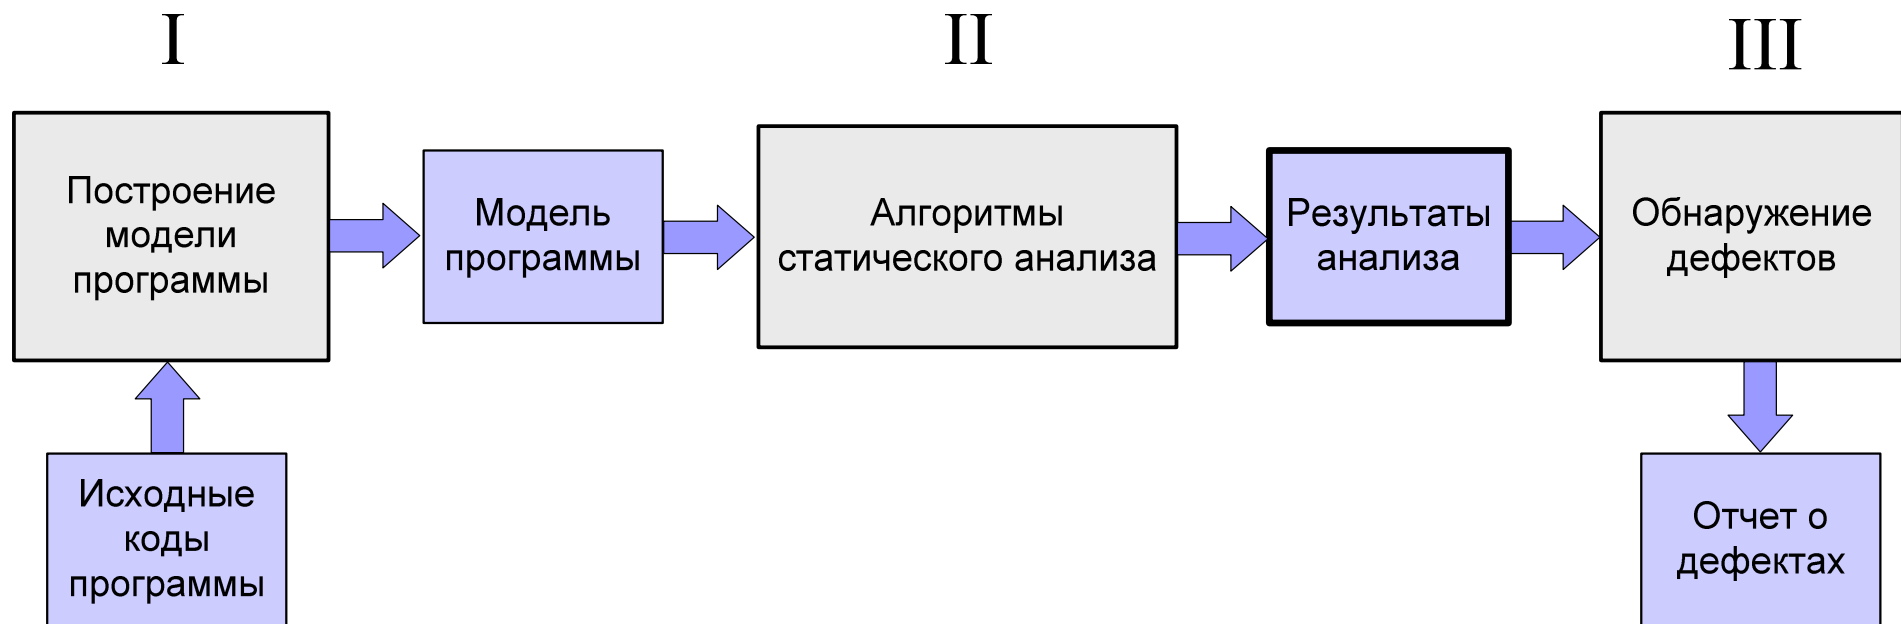 I
II
III
Построение
модели
программы
Модель
программы
Алгоритмы
статического анализа
Результаты
анализа
Обнаружение
дефектов
Исходные
коды
программы
Отчет о
дефектах